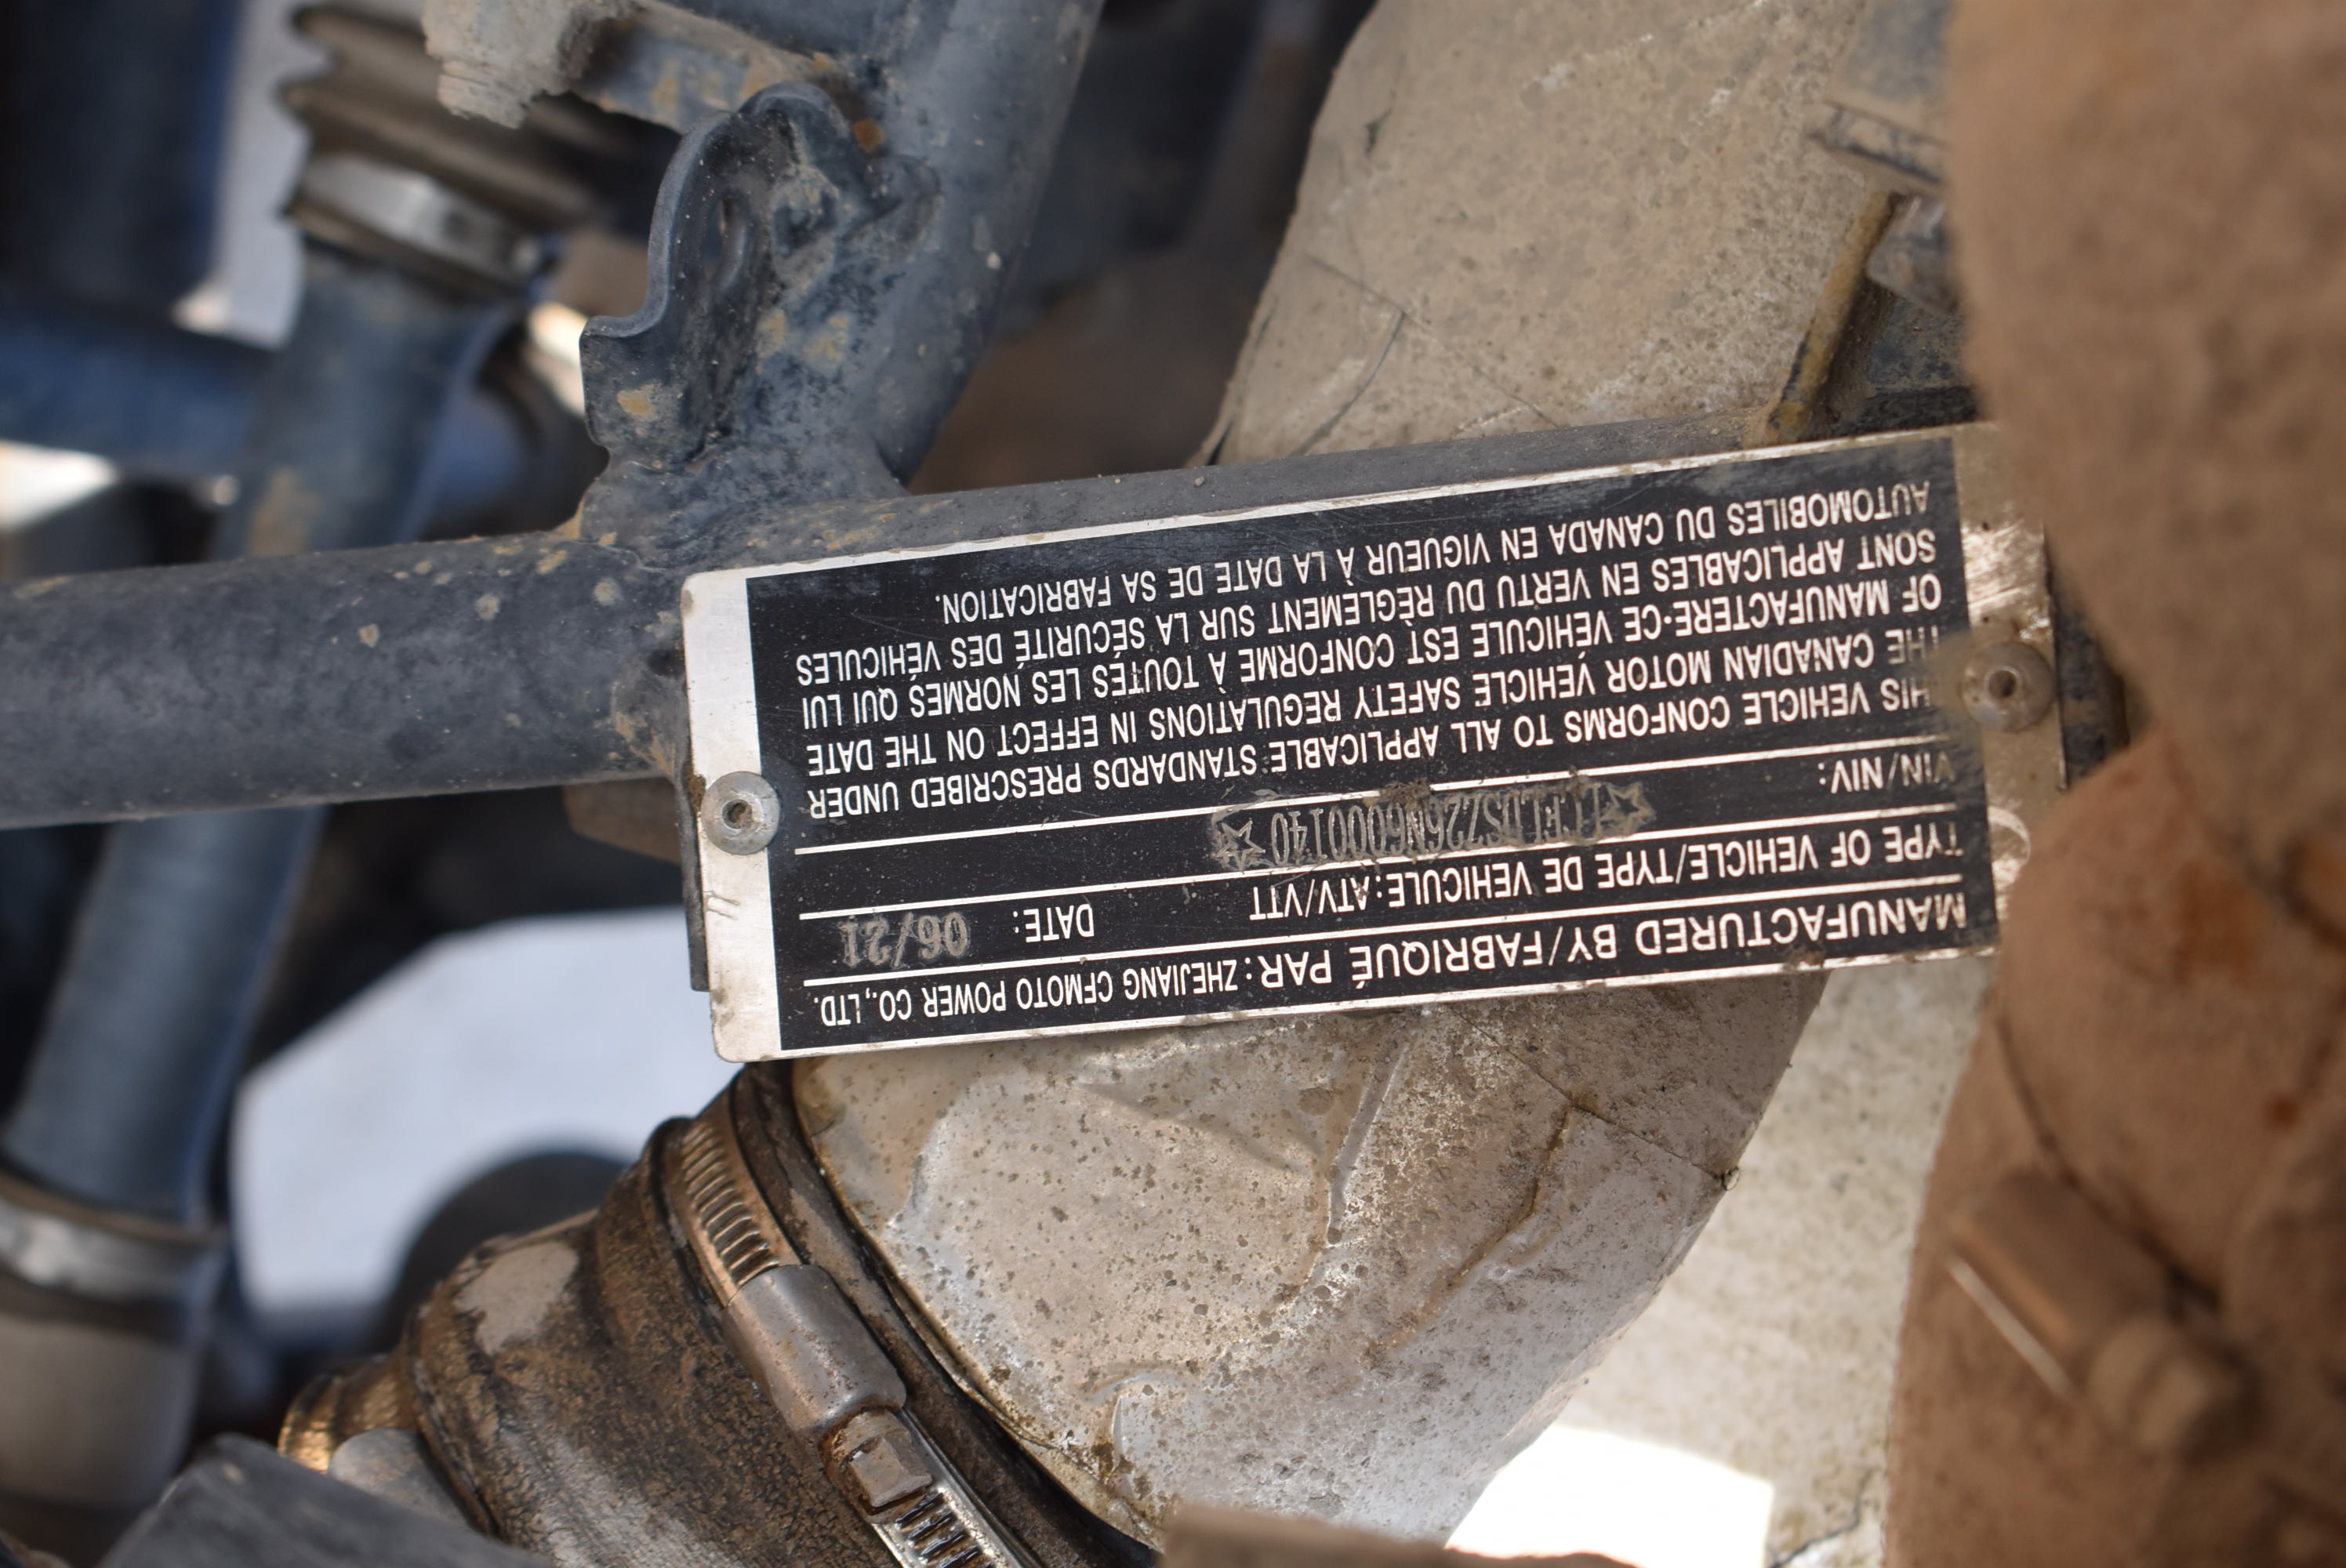 MANUFACTURED BY/FABRIQUÉ PAR: ZHEJIANG CFMOTO POWER CO.,LTD.
TYPE OF VEHICLE/TYPE DE VEHICULE: ATV/VTT DATE: 06/21
VIN/NIV:
HIS VEHICLE CONFORMS TO ALL APPLICABLE STANDARDS PRESCRIBED UNDER
THE CANADIAN MOTOR VEHICLE SAFETY REGULATIONS IN EFFECT ON THE DATE
OF MANUFACTERE·CE VÉHICULE EST CONFORME À TOUTES LES NORMES QUI LUI
SONT APPLICABLES EN VERTU DU RÈGLEMENT SUR LA SÉCURITÉ DES VÉHICULES
AUTOMOBILES DU CANADA EN VIGUEUR À LA DATE DE SA FABRICATION.